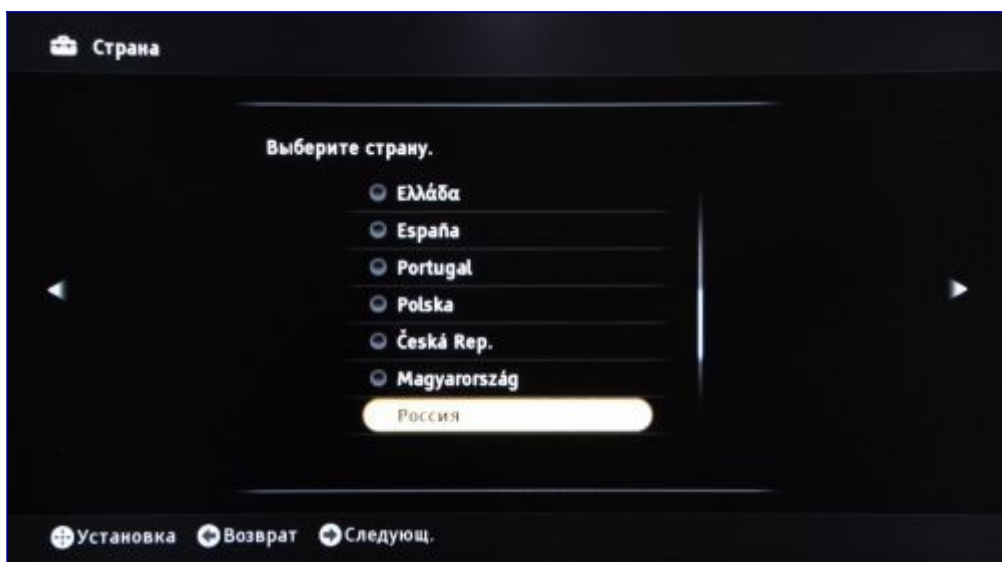 Страна
Выберите страну.
Ελλάδα
España
Portugal
Polska
Česká Rep.
Magyarország
Россия
Установка Возврат Следующ.